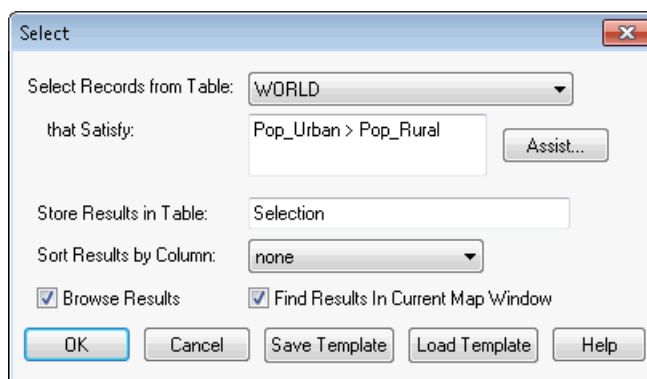 Select
Select Records from Table: WORLD
that Satisfy: Pop_Urban > Pop_Rural
Assist...
Store Results in Table: Selection
Sort Results by Column: none
Browse Results Find Results In Current Map Window
OK Cancel Save Template Load Template Help